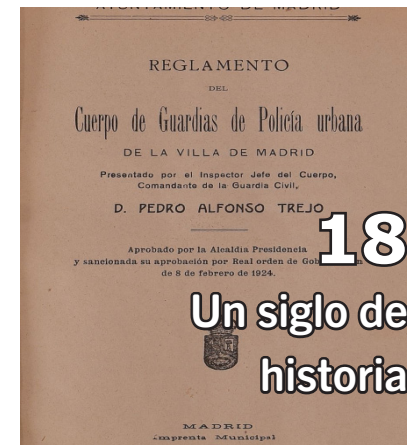 AYUNTAMIENTO DE MADRID
REGLAMENTO
DEL
Cuerpo de Guardias de Policía urbana
DE LA VILLA DE MADRID
Presentado por el Inspector Jefe del Cuerpo,
Comandante de la Guardia Civil,
D. PEDRO ALFONSO TREJO
Aprobado por la Alcaldía Presidencia
y sancionada su aprobación por Real orden de
de 8 de febrero de 1924.
18
Un siglo de
historia
MADRID
Imprenta Municipal